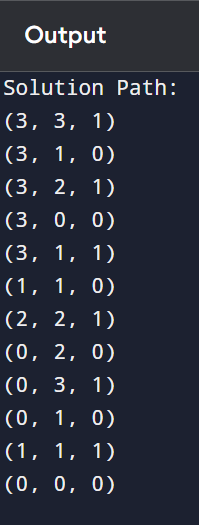 Output
Solution Path:
(3, 3, 1)
(3, 1, 0)
(3, 2, 1)
(3, 0, 0)
(3, 1, 1)
(1, 1, 0)
(2, 2, 1)
(0, 2, 0)
(0, 3, 1)
(0, 1, 0)
(1, 1, 1)
(0, 0, 0)